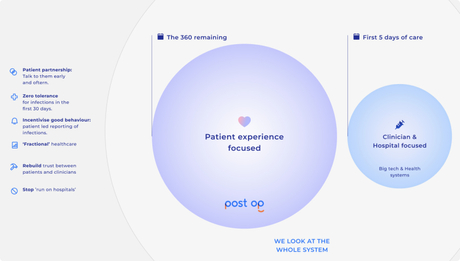 Patient partnership:
Talk to them early
and often.
Zero tolerance
for infections in the
first 30 days.
Incentivise good behaviour:
patient led reporting of
infections.
'Fractional' healthcare
Rebuild trust between
patients and clinicians
Stop 'run on hospitals'
The 360 remaining
Patient experience
focused
post op
First 5 days of care
Clinician &
Hospital focused
Big tech & Health
systems
WE LOOK AT THE
WHOLE SYSTEM